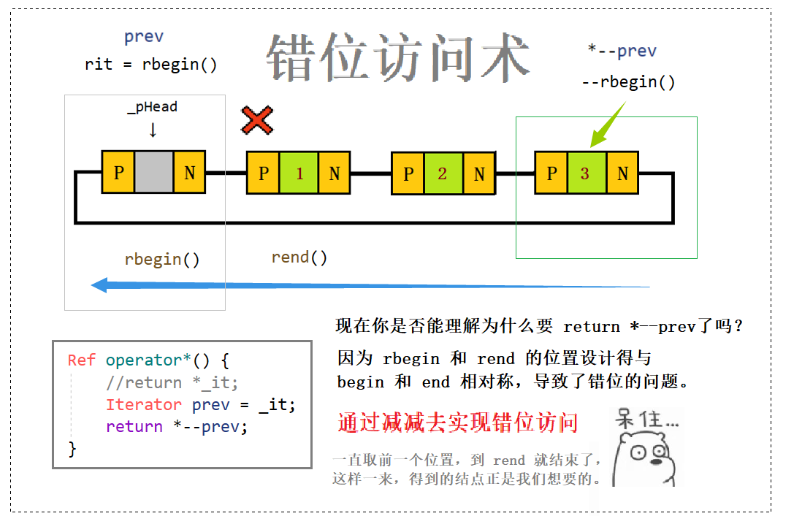 prev
rit = rbegin()
错位访问术
*--prev
--rbegin()
_pHead
↓
P N P 1 N P 2 N P 3 N
rbegin() rend()
现在你是否能理解为什么要 return *--prev了吗？
因为 rbegin 和 rend 的位置设计得与
begin 和 end 相对称，导致了错位的问题。
通过减减去实现错位访问
一直取前一个位置，到 rend 就结束了，
这样一来，得到的结点正是我们想要的。
呆住...
Ref operator*() {
//return *_it;
Iterator prev = _it;
return *--prev;
}